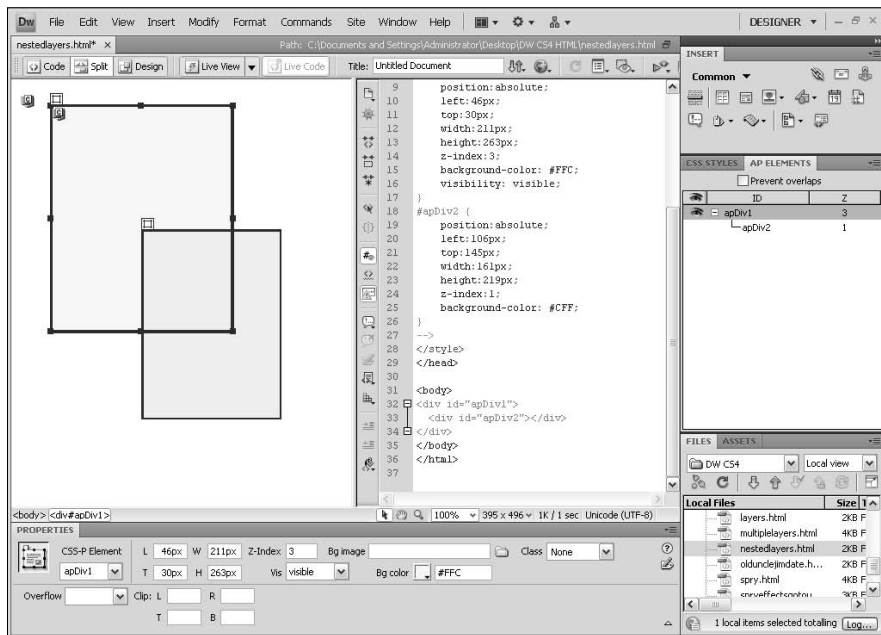 Dw File Edit View Insert Modify Format Commands Site Window Help DESIGNER
nestedlayers.html* × Path: C:\Documents and Settings\Administrator\Desktop\DW CS4 HTML\nestedlayers.html
Code Split Design Live View Live Code Title: Untitled Document
9 position:absolute;
10 left:46px;
11 top:30px;
12 width:211px;
13 height:263px;
14 z-index:3;
15 background-color: #FFC;
16 visibility: visible;
17 }
18 #apDiv2 {
19 position:absolute;
20 left:106px;
21 top:145px;
22 width:161px;
23 height:219px;
24 z-index:1;
25 background-color: #CFF;
26 }
27 -->
28 </style>
29 </head>
30
31 <body>
32 <div id="apDiv1">
33 <div id="apDiv2"></div>
34 </div>
35 </body>
36 </html>
37
<body> <div#apDiv1> 100% 395 x 496 1K / 1 sec Unicode (UTF-8)
PROPERTIES
CSS-P Element L 46px W 211px Z-Index 3 Bg image Class None
apDiv1 T 30px H 263px Vis visible Bg color #FFC
Overflow Clip: L R
T B
INSERT
Common
CSS STYLES AP ELEMENTS
Prevent overlaps
ID Z
apDiv1 3
apDiv2 1
FILES ASSETS
DW CS4 Local view
Local Files Size T
layers.html 2KB F
multiplelayers.html 4KB F
nestedlayers.html 2KB F
oldunclejimdate.h... 2KB F
spry.html 4KB F
1 local items selected totalling Log...